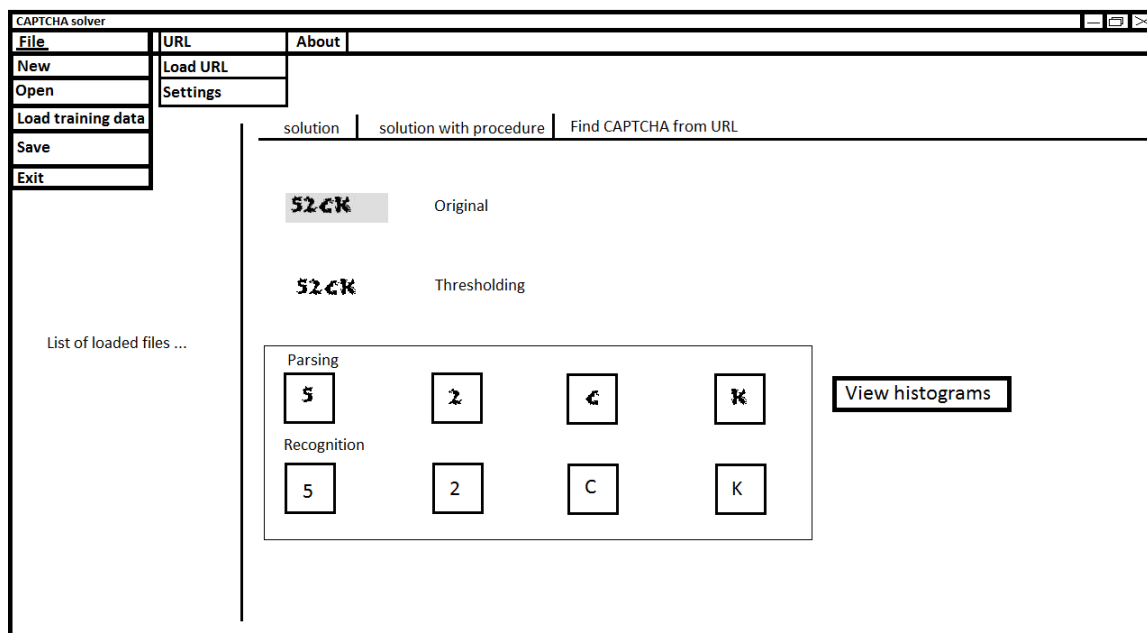 CAPTCHA solver
File URL About
New Load URL
Open Settings
Load training data
Save
Exit
solution solution with procedure Find CAPTCHA from URL
52CK Original
52CK Thresholding
List of loaded files ...
Parsing
5 2 C K
View histograms
Recognition
5 2 C K